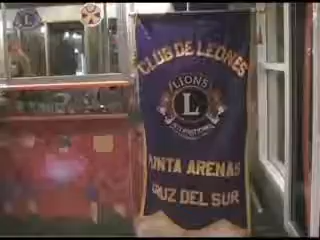 CLUB DE LEONES
LIONS
L
INTERNATIONAL
PUNTA ARENAS
CRUZ DEL SUR